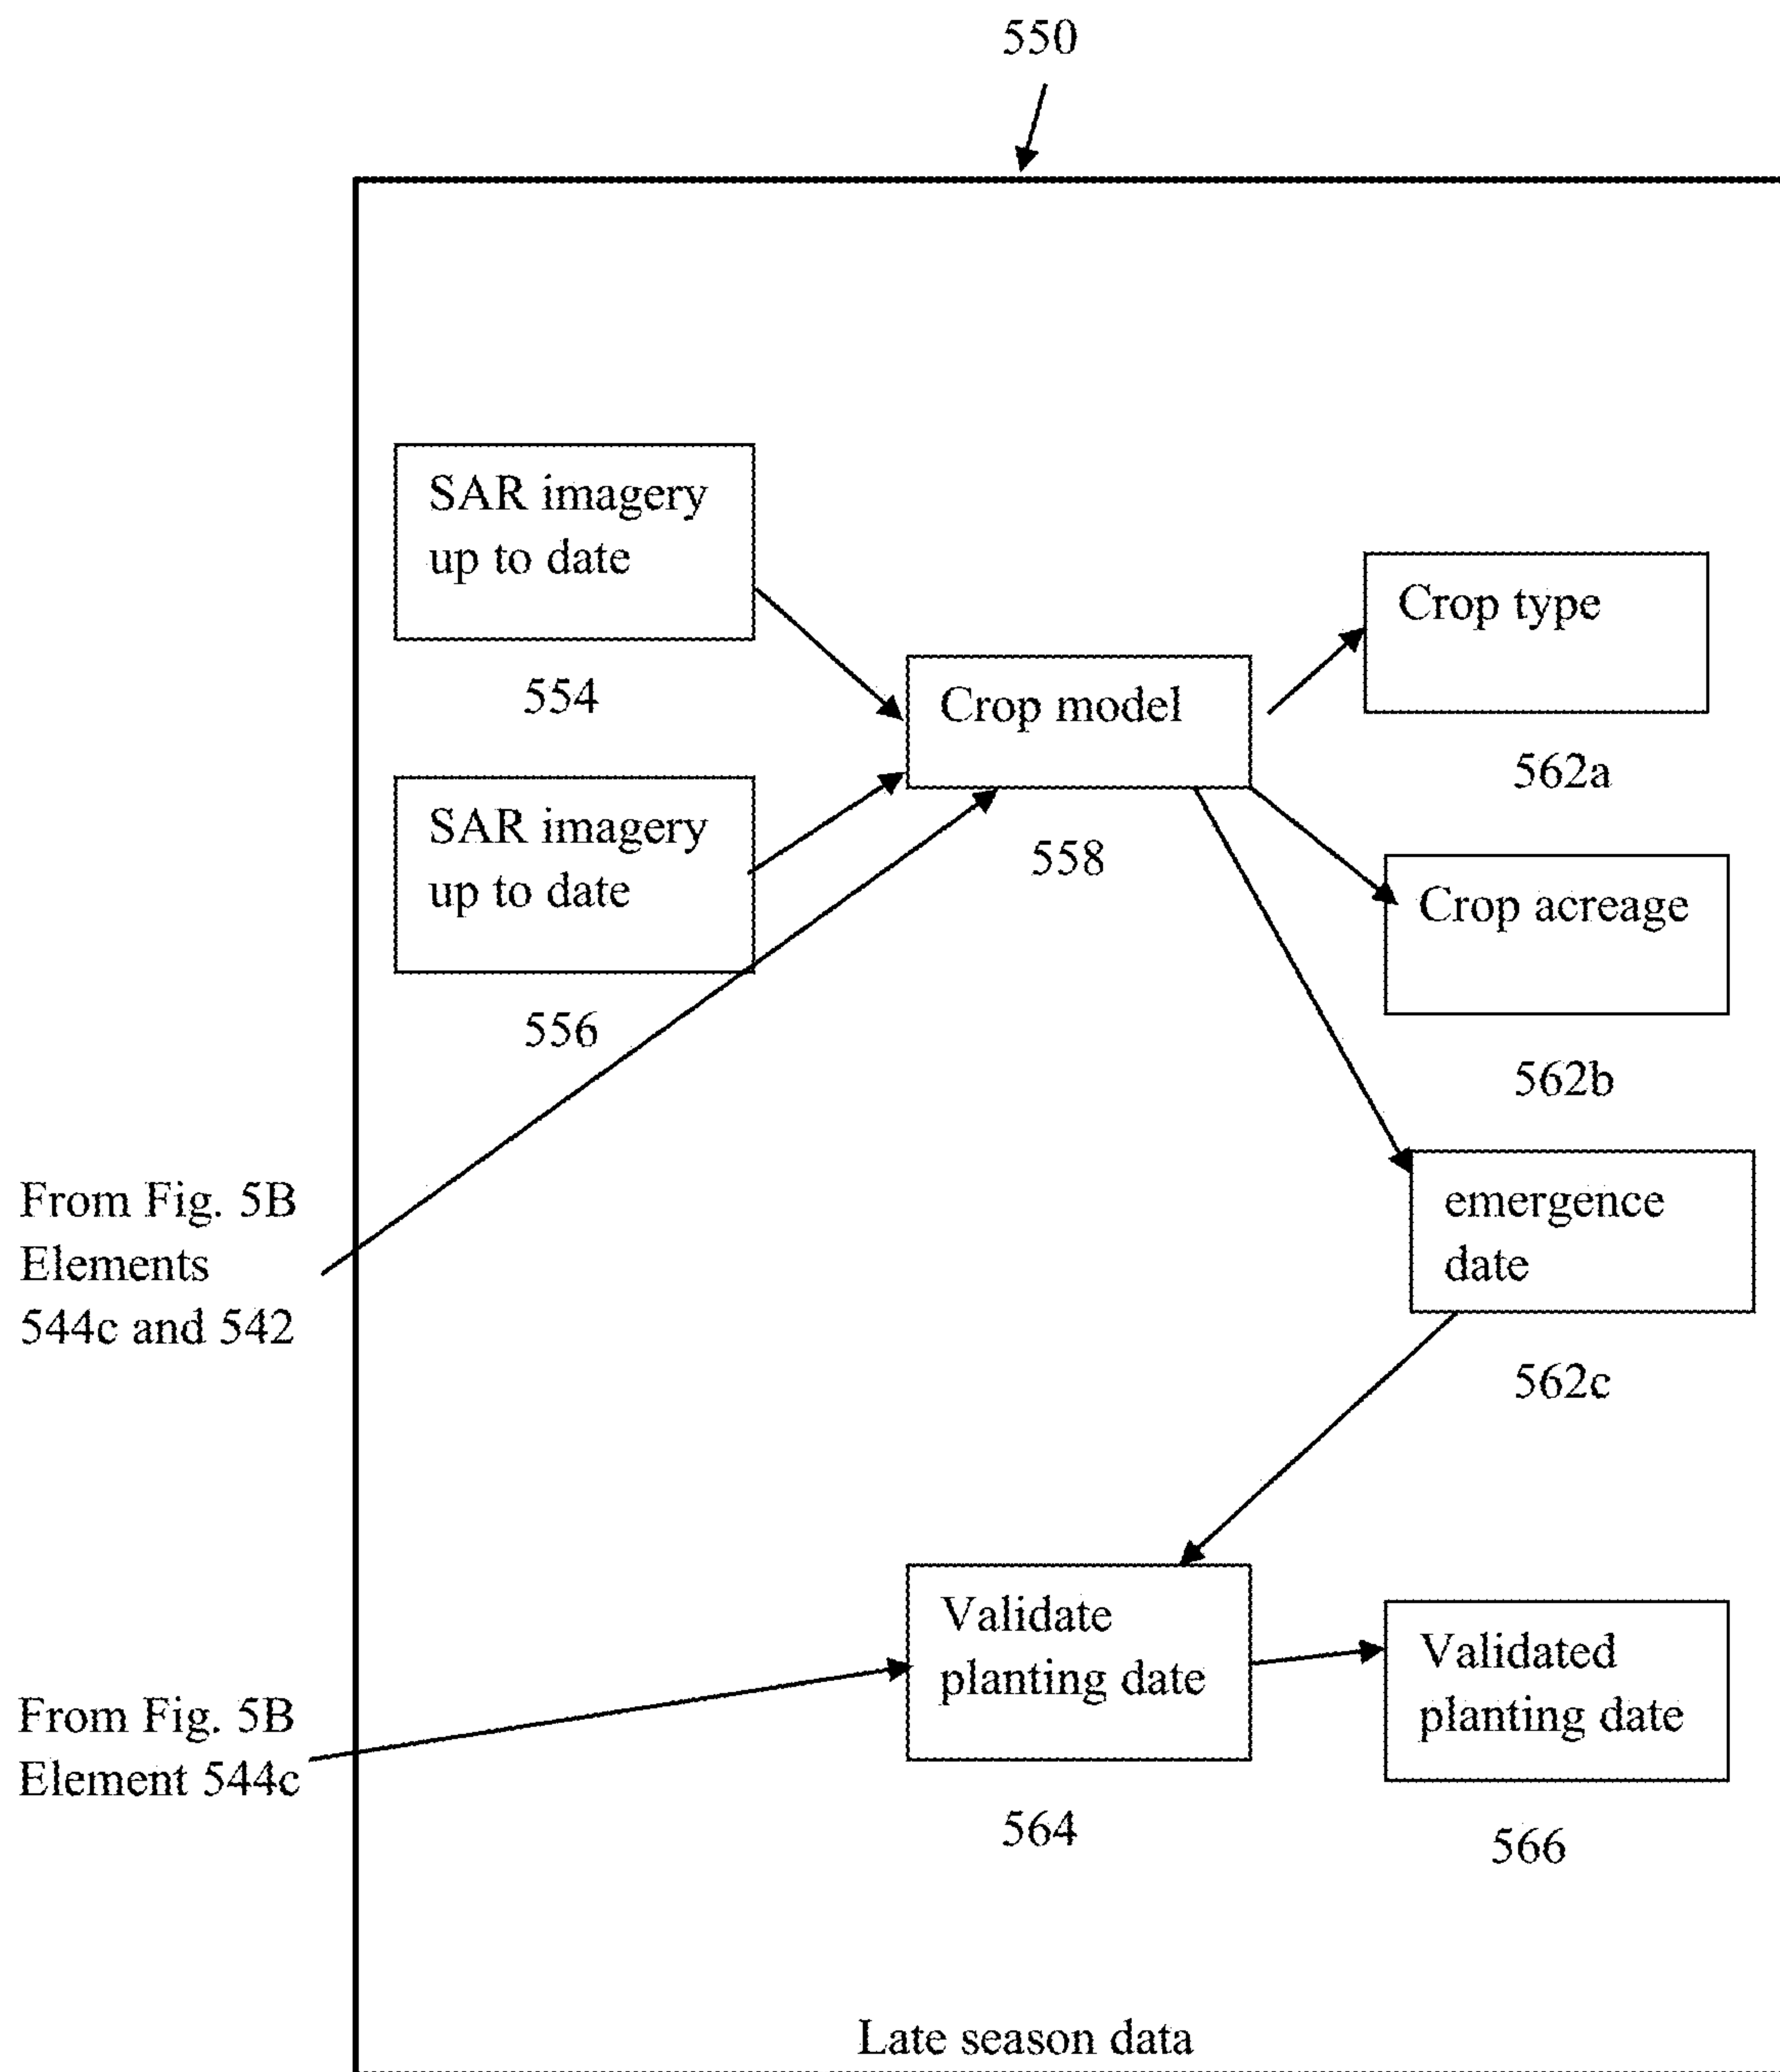 550
SAR imagery
up to date
554
Crop model
558
Crop type
562a
SAR imagery
up to date
556
Crop acreage
562b
From Fig. 5B
Elements
544c and 542
emergence
date
562c
Validate
planting date
564
Validated
planting date
566
From Fig. 5B
Element 544c
Late season data